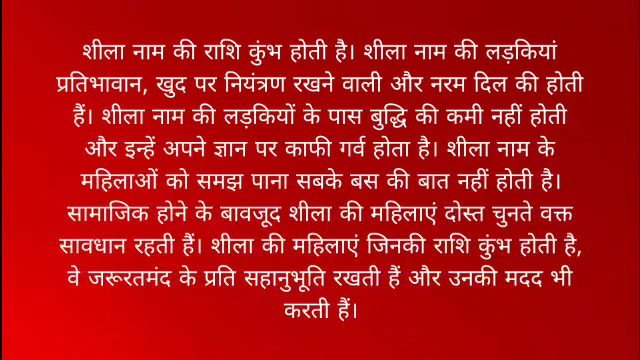 शीला नाम की राशि कुंभ होती है। शीला नाम की लड़कियां
प्रतिभावान, खुद पर नियंत्रण रखने वाली और नरम दिल की होती
हैं। शीला नाम की लड़कियों के पास बुद्धि की कमी नहीं होती
और इन्हें अपने ज्ञान पर काफी गर्व होता है। शीला नाम के
महिलाओं को समझ पाना सबके बस की बात नहीं होती है।
सामाजिक होने के बावजूद शीला की महिलाएं दोस्त चुनते वक्त
सावधान रहती हैं। शीला की महिलाएं जिनकी राशि कुंभ होती है,
वे जरूरतमंद के प्रति सहानुभूति रखती हैं और उनकी मदद भी
करती हैं।